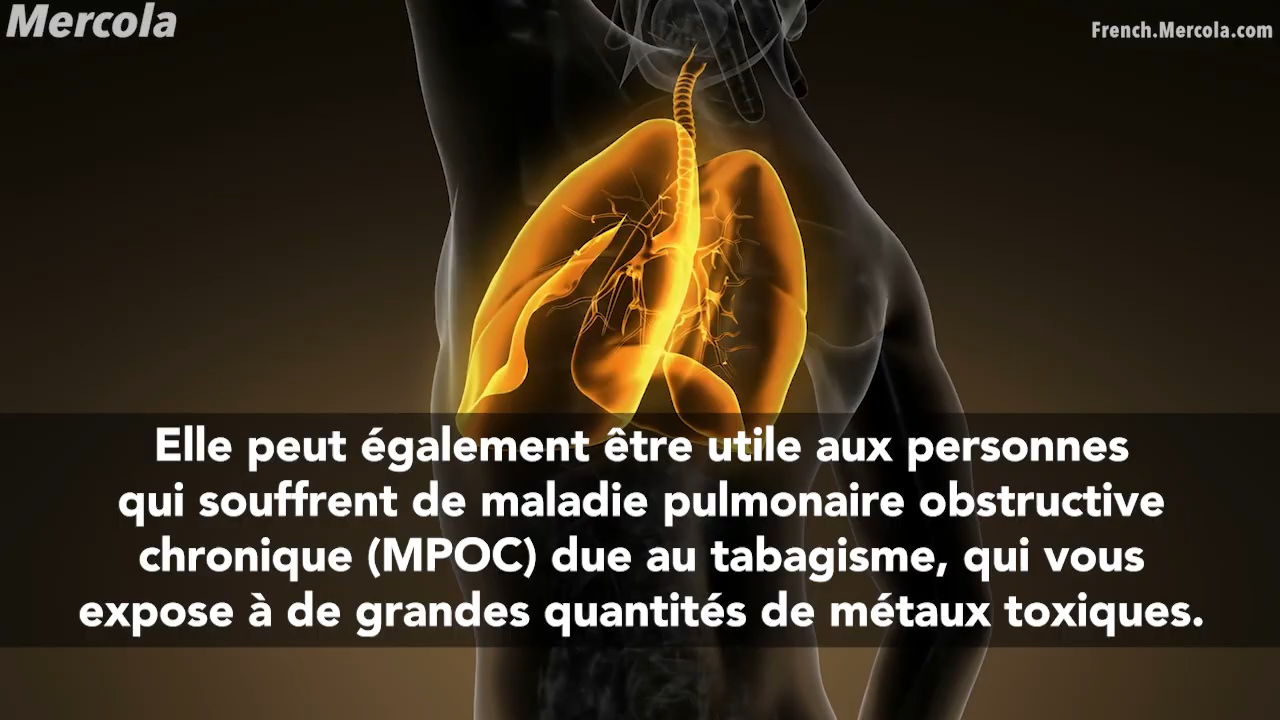 Mercola
French.Mercola.com
Elle peut également être utile aux personnes
qui souffrent de maladie pulmonaire obstructive
chronique (MPOC) due au tabagisme, qui vous
expose à de grandes quantités de métaux toxiques.